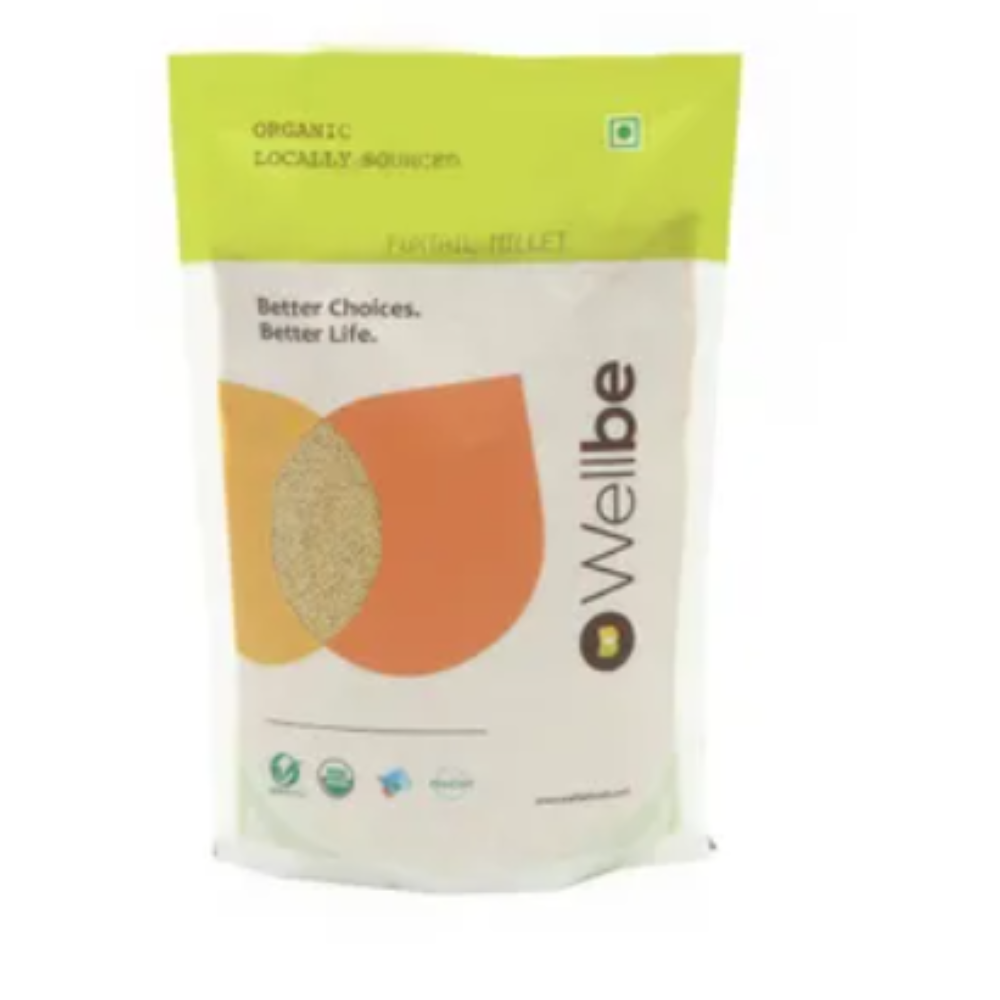 ORGANIC
LOCALLY SOURCED
FOXTAIL MILLET
Better Choices.
Better Life.
Wellbe